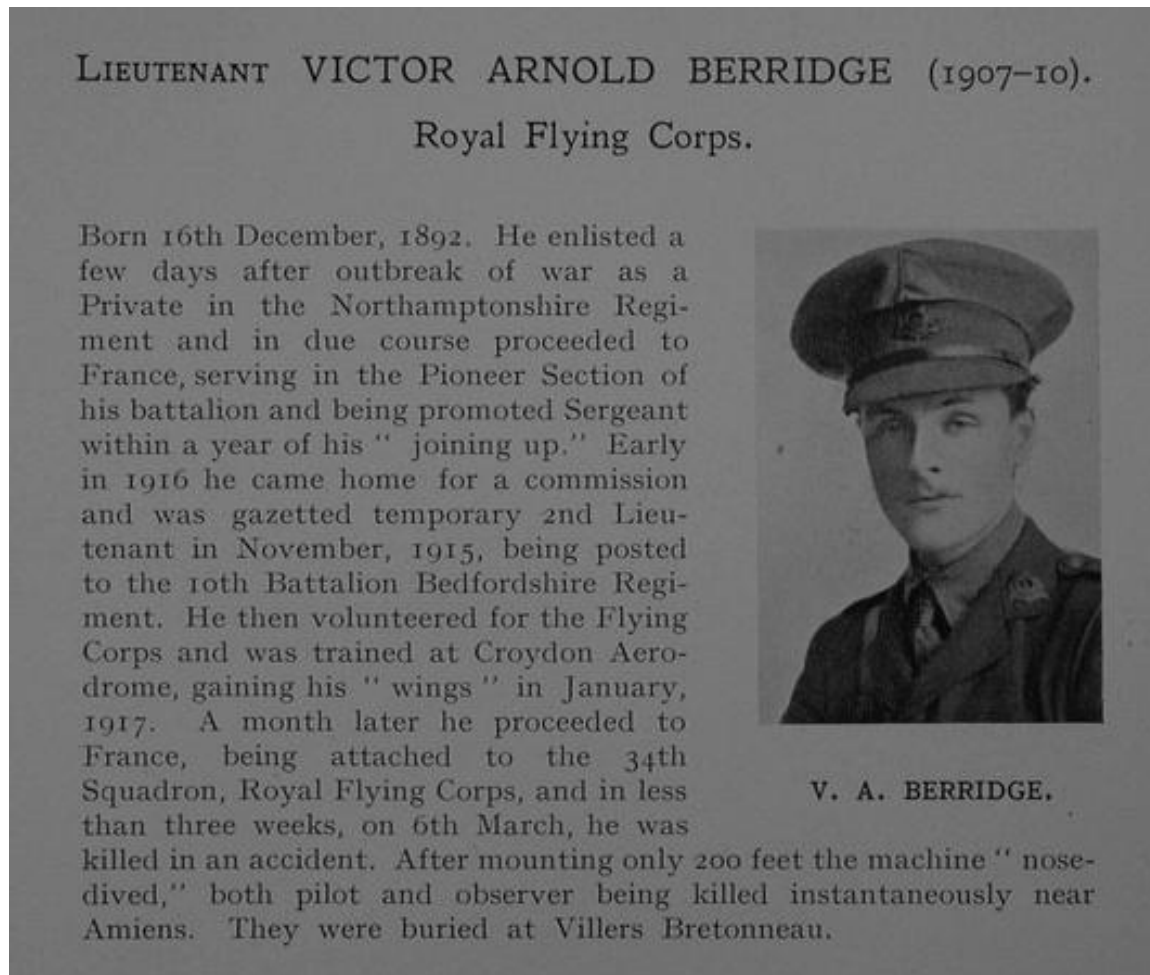 LIEUTENANT VICTOR ARNOLD BERRIDGE (1907–10).
Royal Flying Corps.
Born 16th December, 1892. He enlisted a
few days after outbreak of war as a
Private in the Northamptonshire Regi-
ment and in due course proceeded to
France, serving in the Pioneer Section of
his battalion and being promoted Sergeant
within a year of his “ joining up.” Early
in 1916 he came home for a commission
and was gazetted temporary 2nd Lieu-
tenant in November, 1915, being posted
to the 10th Battalion Bedfordshire Regi-
ment. He then volunteered for the Flying
Corps and was trained at Croydon Aero-
drome, gaining his “ wings ” in January,
1917. A month later he proceeded to
France, being attached to the 34th
Squadron, Royal Flying Corps, and in less
than three weeks, on 6th March, he was
killed in an accident. After mounting only 200 feet the machine “ nose-
dived,” both pilot and observer being killed instantaneously near
Amiens. They were buried at Villers Bretonneau.
V. A. BERRIDGE.